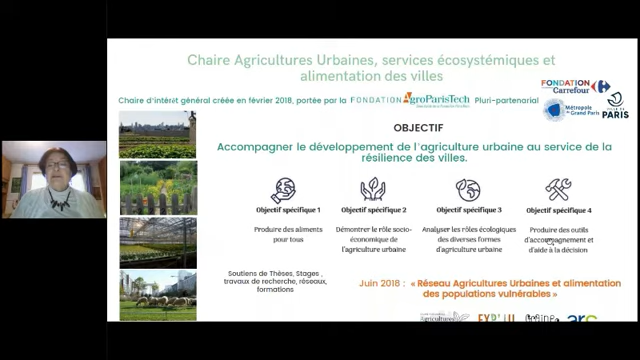 Chaire Agricultures Urbaines, services écosystémiques et
alimentation des villes
Chaire d'intérêt général créée en février 2018, portée par la FONDATION AgroParisTech Pluri-partenarial
FONDATION
Carrefour
Métropole
du Grand Paris
VILLE DE
PARIS
OBJECTIF
Accompagner le développement de l'agriculture urbaine au service de la
résilience des villes.
Objectif spécifique 1
Produire des aliments
pour tous
Objectif spécifique 2
Démontrer le rôle socio-
économique de
l'agriculture urbaine
Objectif spécifique 3
Analyser les rôles écologiques
des diverses formes
d'agriculture urbaine
Objectif spécifique 4
Produire des outils
d'accompagnement et
d'aide à la décision
Soutiens de Thèses, Stages,
travaux de recherche, réseaux,
formations
Juin 2018 : « Réseau Agricultures Urbaines et alimentation
des populations vulnérables »